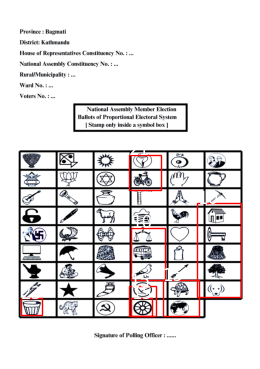 Province : Bagmati
District: Kathmandu
House of Representatives Constituency No. : ...
National Assembly Constituency No. : ...
Rural/Municipality : ...
Ward No. : ...
Voters No. : ...
National Assembly Member Election
Ballots of Proportional Electoral System
[ Stamp only inside a symbol box ]
Signature of Polling Officer : ......